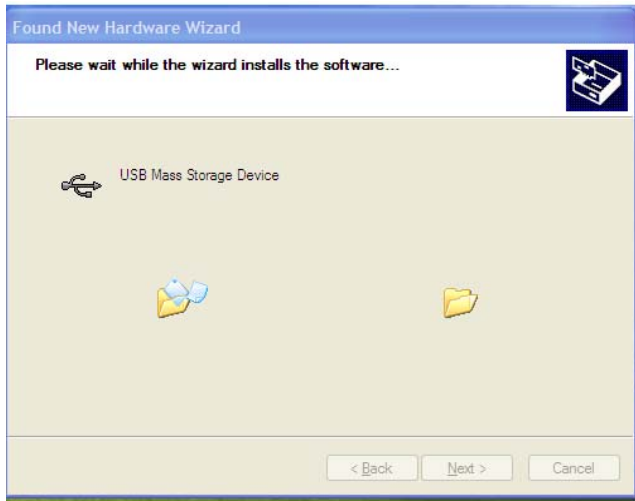 Found New Hardware Wizard
Please wait while the wizard installs the software...
USB Mass Storage Device
< Back
Next >
Cancel